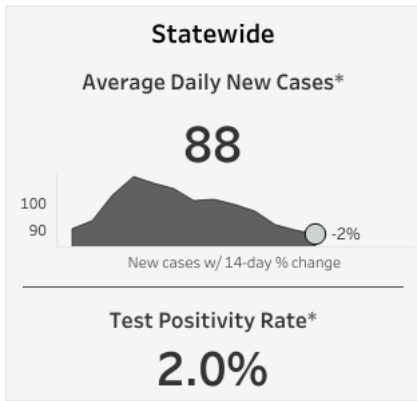 Statewide
Average Daily New Cases*
88
100
90
-2%
New cases w/ 14-day % change
Test Positivity Rate*
2.0%